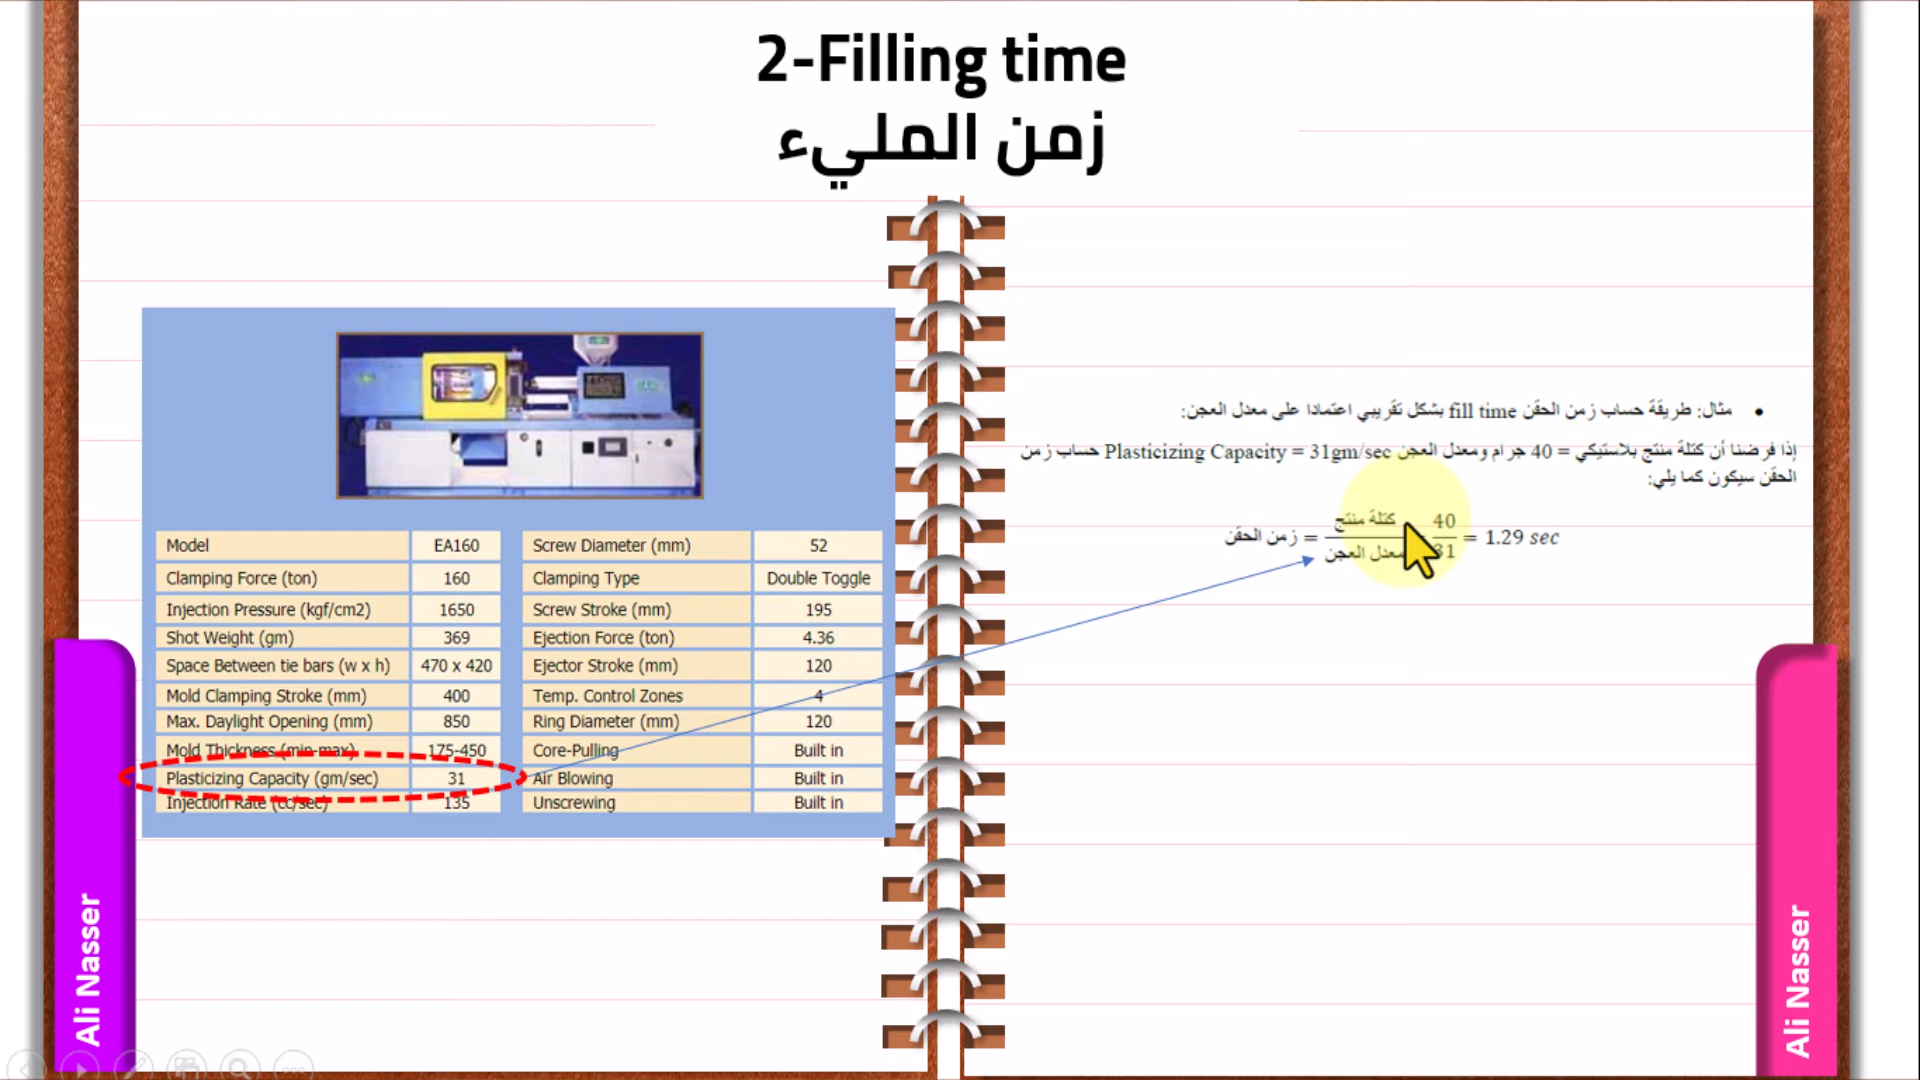 2-Filling time
زمن المليء
Model EA160 Screw Diameter (mm) 52
Clamping Force (ton) 160 Clamping Type Double Toggle
Injection Pressure (kgf/cm2) 1650 Screw Stroke (mm) 195
Shot Weight (gm) 369 Ejection Force (ton) 4.36
Space Between tie bars (w x h) 470 x 420 Ejector Stroke (mm) 120
Mold Clamping Stroke (mm) 400 Temp. Control Zones 4
Max. Daylight Opening (mm) 850 Ring Diameter (mm) 120
Mold Thickness (min-max) 175-450 Core-Pulling Built in
Plasticizing Capacity (gm/sec) 31 Air Blowing Built in
Injection Rate (cc/sec) 135 Unscrewing Built in
• مثال: طريقة حساب زمن الحقن fill time بشكل تقريبي اعتمادا على معدل العجن:
إذا فرضنا أن كتلة منتج بلاستيكي = 40 جرام ومعدل العجن Plasticizing Capacity = 31gm/sec حساب زمن
الحقن سيكون كما يلي:
زمن الحقن = كتلة منتج / معدل العجن = 40 / 31 = 1.29 sec
Ali Nasser
Ali Nasser